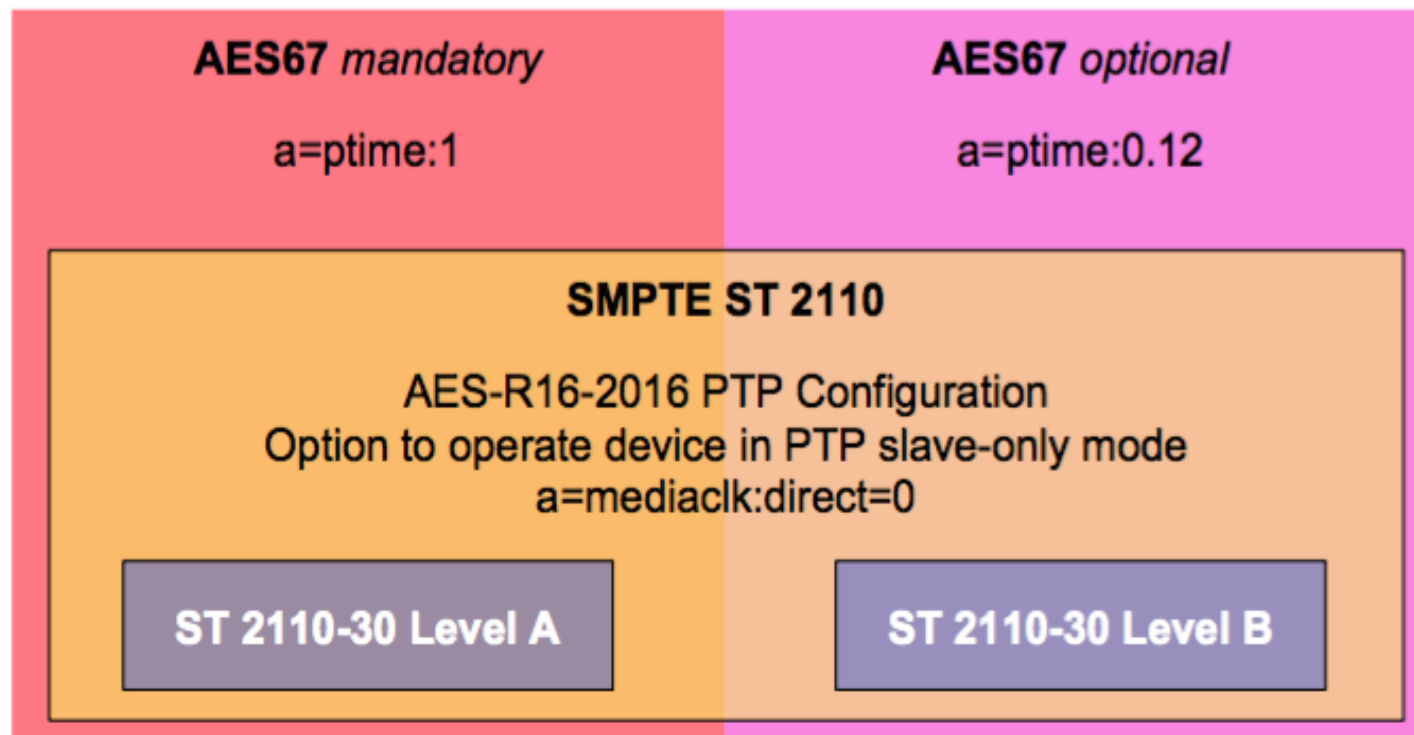 AES67 mandatory
AES67 optional
a=ptime:1
a=ptime:0.12
SMPTE ST 2110
AES-R16-2016 PTP Configuration
Option to operate device in PTP slave-only mode
a=mediaclk:direct=0
ST 2110-30 Level A
ST 2110-30 Level B